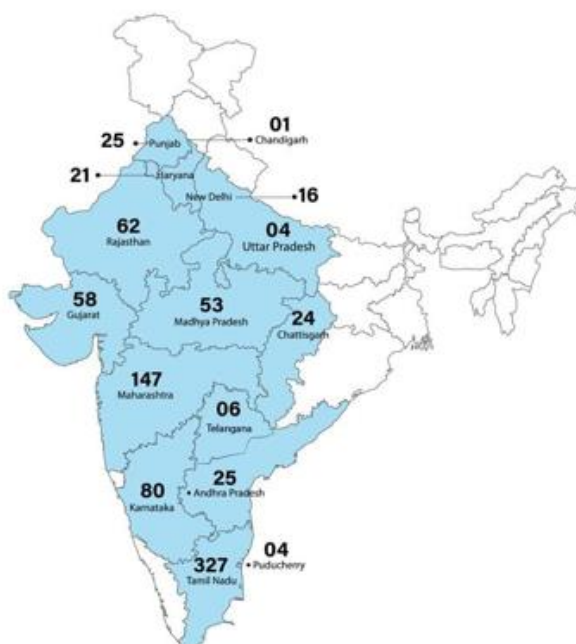 01
Chandigarh
25
Punjab
21
Haryana
New Delhi
16
62
Rajasthan
04
Uttar Pradesh
58
Gujarat
53
Madhya Pradesh
24
Chattisgarh
147
Maharashtra
06
Telangana
25
Andhra Pradesh
80
Karnataka
327
Tamil Nadu
04
Puducherry